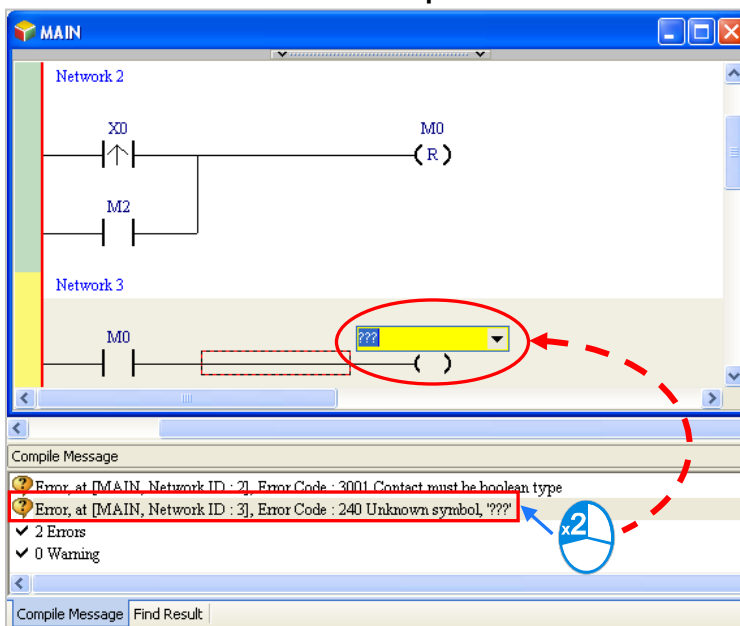 MAIN
Network 2
X0 M0
R
M2
Network 3
???
M0
Compile Message
Error, at [MAIN, Network ID : 2], Error Code : 3001 Contact must be boolean type
Error, at [MAIN, Network ID : 3], Error Code : 240 Unknown symbol, '???'
2 Errors
0 Warning
x2
Compile Message Find Result